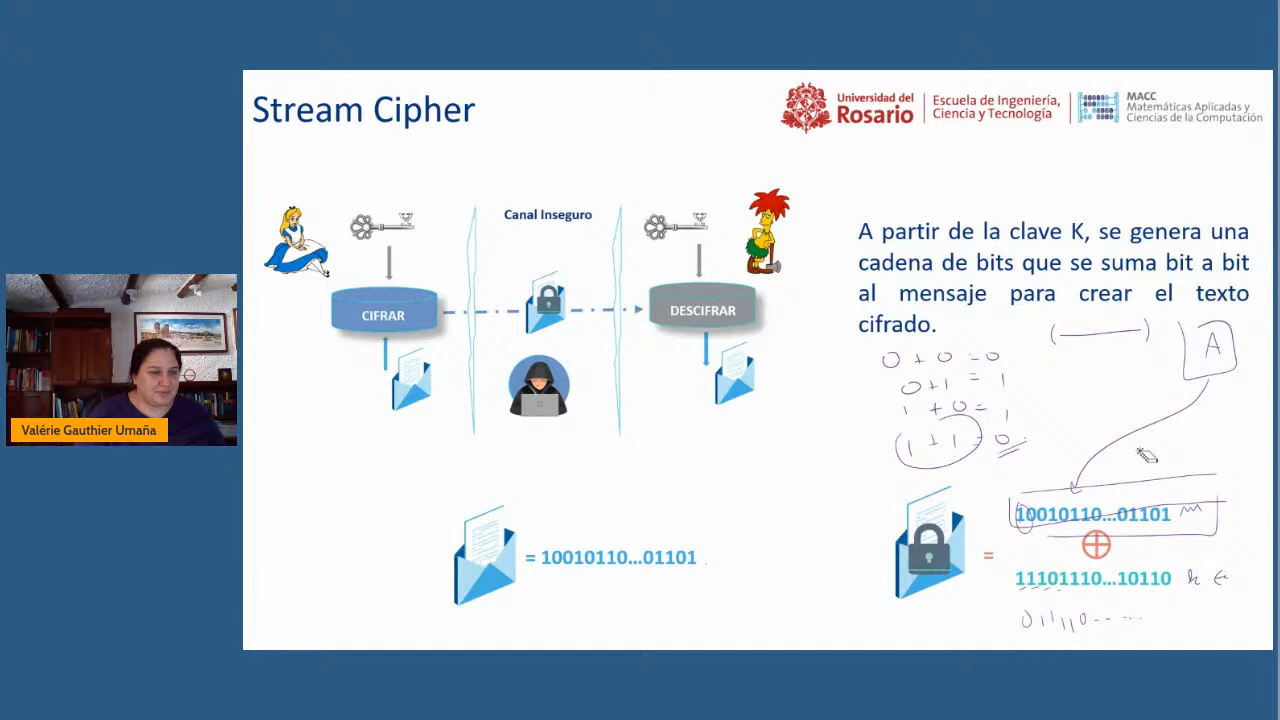 Stream Cipher
Universidad del
Rosario
Escuela de Ingeniería,
Ciencia y Tecnología
MACC
Matemáticas Aplicadas y
Ciencias de la Computación
Canal Inseguro
CIFRAR
DESCIFRAR
A partir de la clave K, se genera una
cadena de bits que se suma bit a bit
al mensaje para crear el texto
cifrado.
A
0 + 0 = 0
0 + 1 = 1
1 + 0 = 1
1 + 1 = 0
Valérie Gauthier Umaña
= 10010110...01101
10010110...01101 m
=
11101110...10110 k